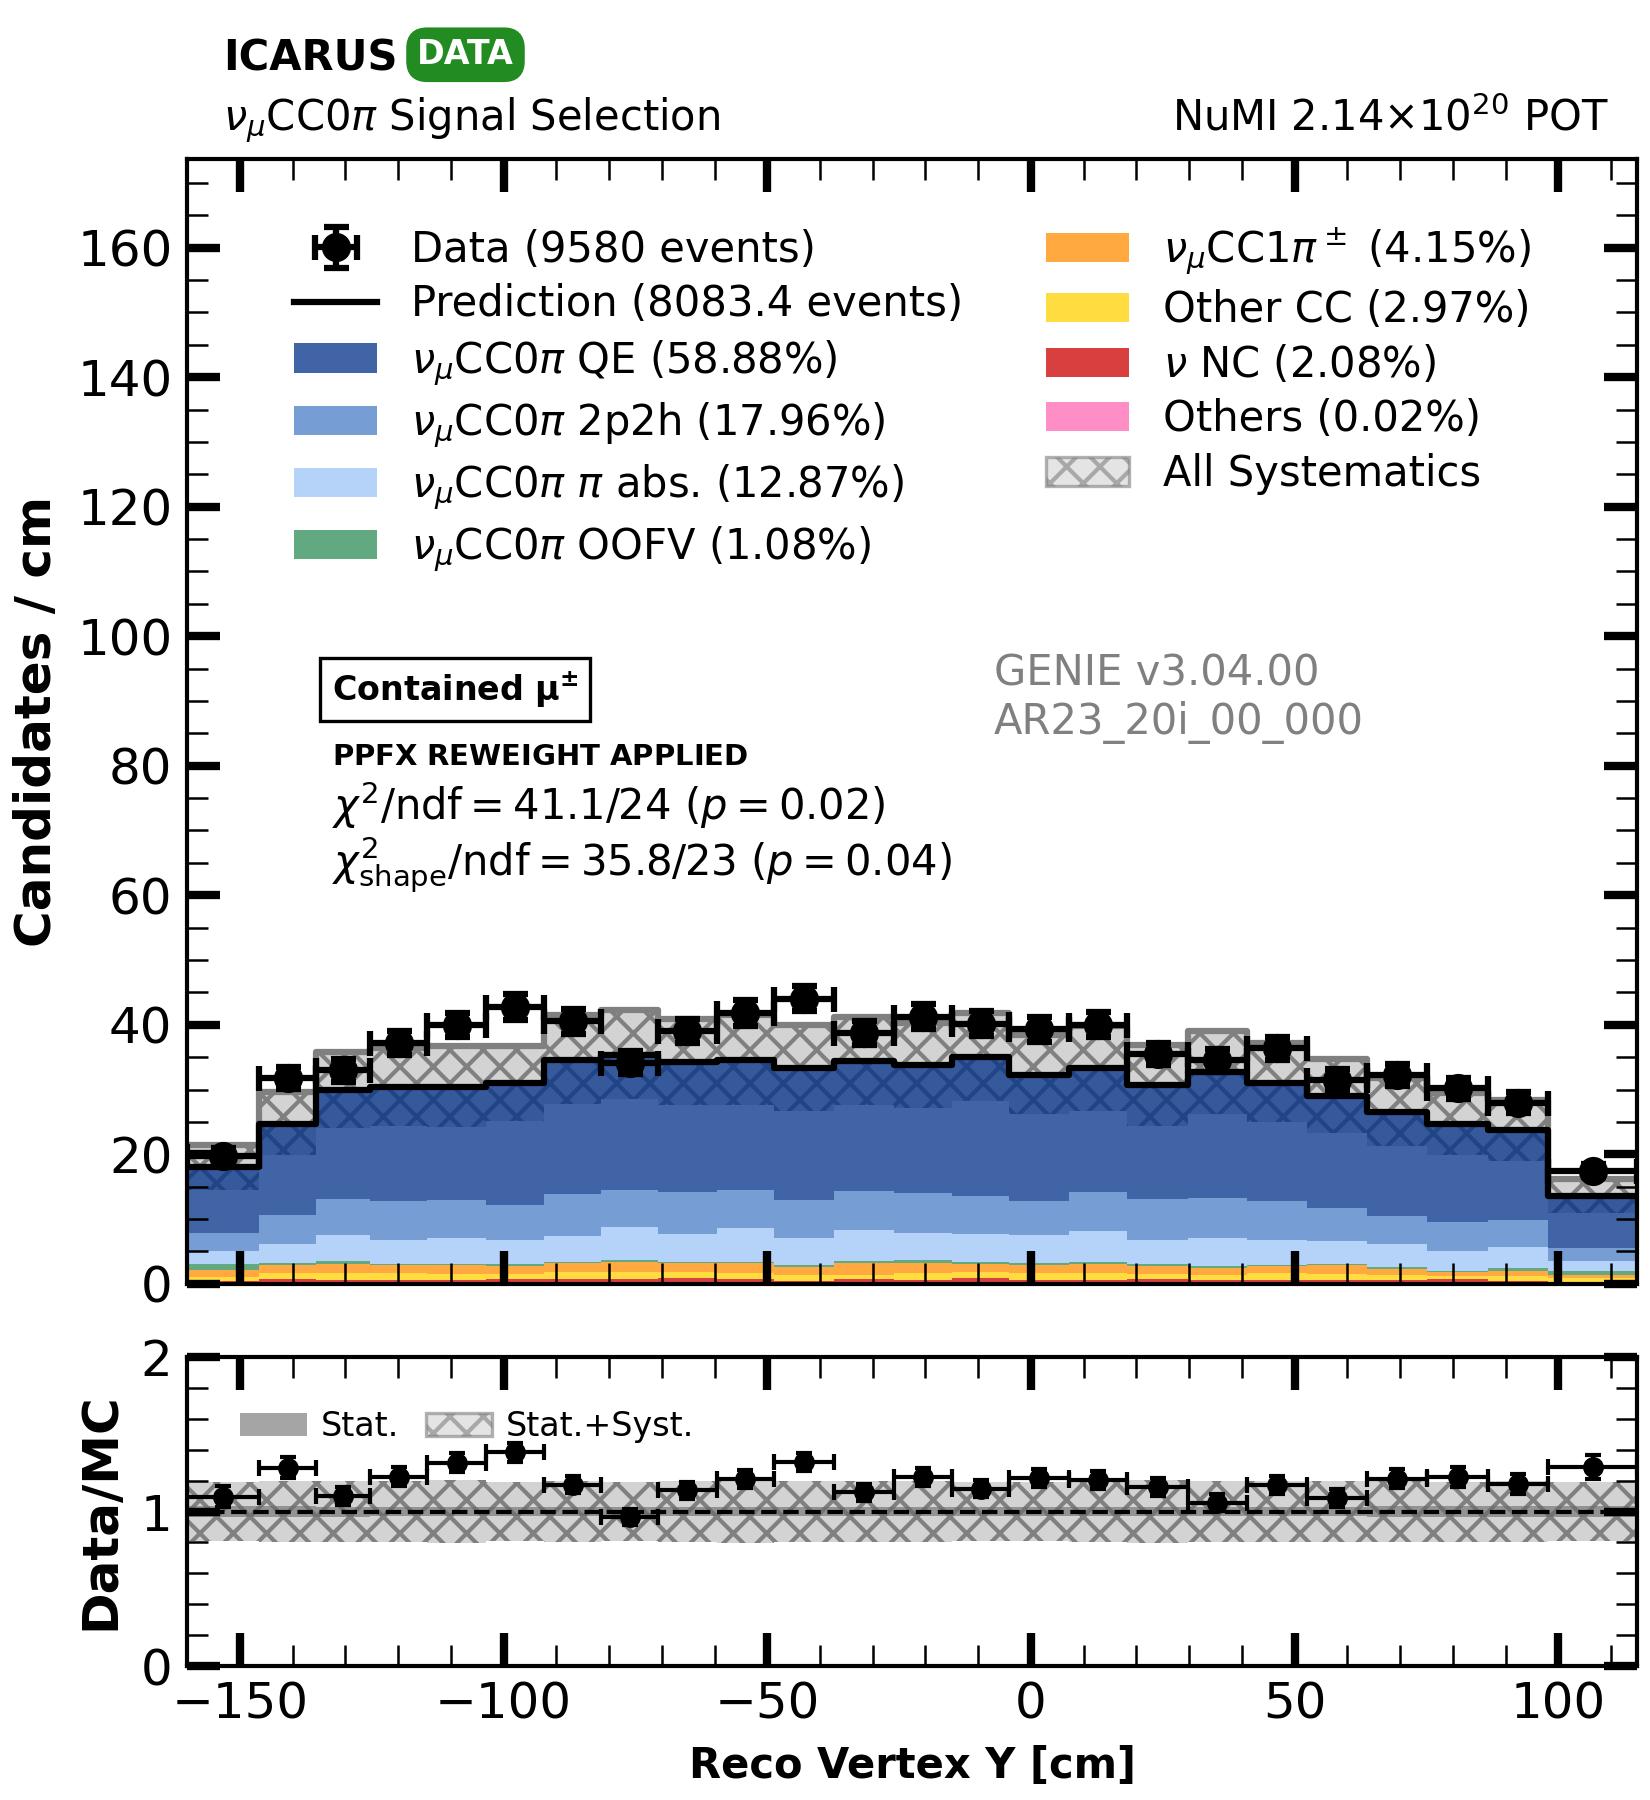 ICARUS DATA
νμCC0π Signal Selection
NuMI 2.14×10²⁰ POT
Candidates / cm
160
140
120
100
80
60
40
20
0
Data (9580 events)
Prediction (8083.4 events)
νμCC0π QE (58.88%)
νμCC0π 2p2h (17.96%)
νμCC0π π abs. (12.87%)
νμCC0π OOFV (1.08%)
νμCC1π± (4.15%)
Other CC (2.97%)
ν NC (2.08%)
Others (0.02%)
All Systematics
Contained μ±
PPFX REWEIGHT APPLIED
χ²/ndf = 41.1/24 (p = 0.02)
χ²shape/ndf = 35.8/23 (p = 0.04)
GENIE v3.04.00
AR23_20i_00_000
Data/MC
2
1
0
Stat.
Stat.+Syst.
−150 −100 −50 0 50 100
Reco Vertex Y [cm]